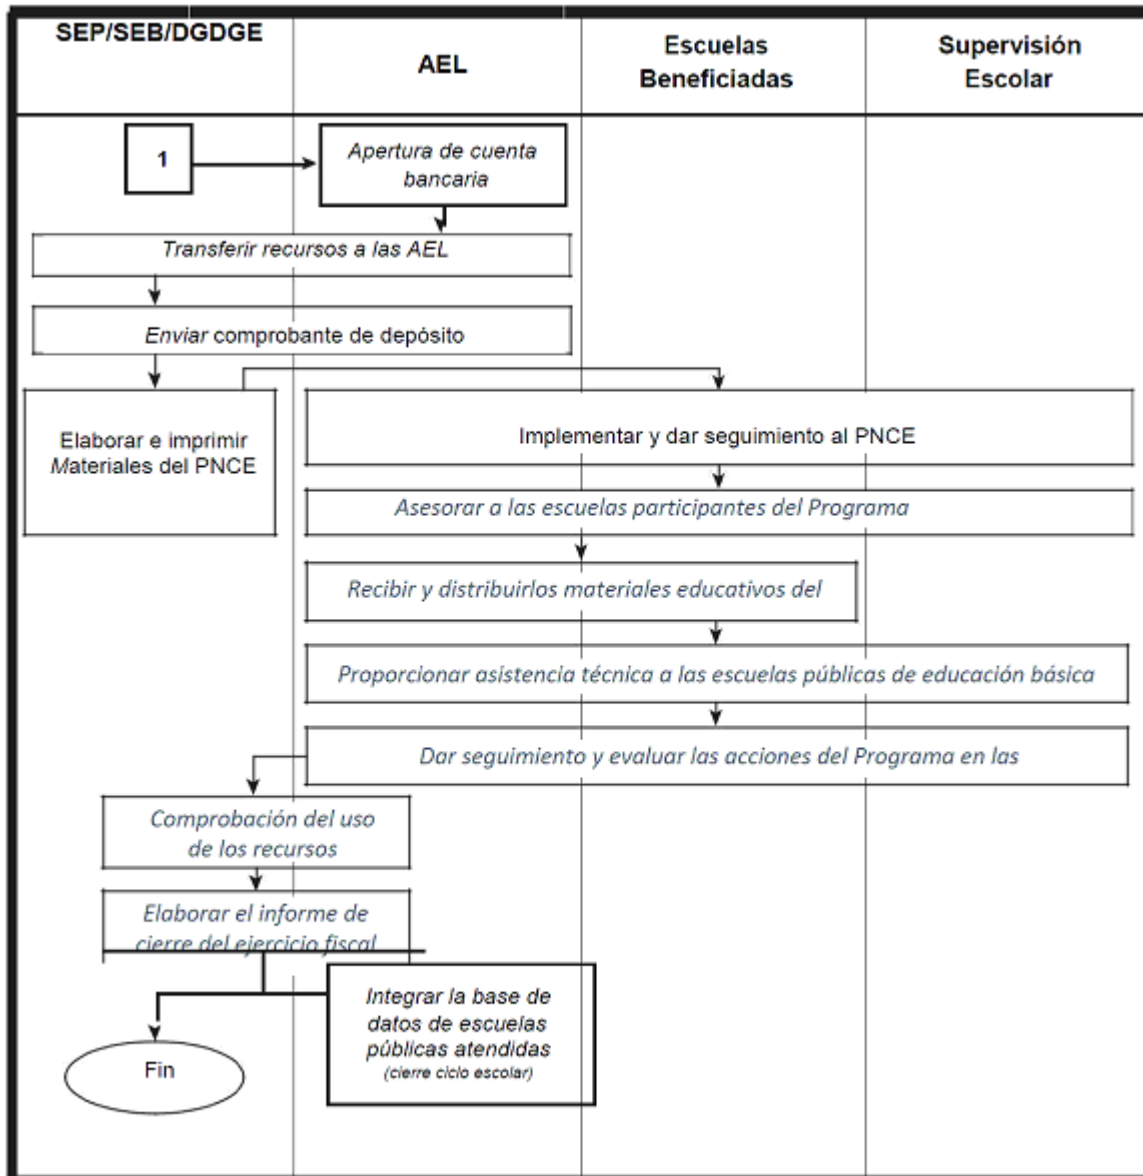 SEP/SEB/DGDGE
AEL
Escuelas
Beneficiadas
Supervisión
Escolar
1
Apertura de cuenta
bancaria
Transferir recursos a las AEL
Enviar comprobante de depósito
Elaborar e imprimir
Materiales del PNCE
Implementar y dar seguimiento al PNCE
Asesorar a las escuelas participantes del Programa
Recibir y distribuirlos materiales educativos del
Proporcionar asistencia técnica a las escuelas públicas de educación básica
Dar seguimiento y evaluar las acciones del Programa en las
Comprobación del uso
de los recursos
Elaborar el informe de
cierre del ejercicio fiscal
Integrar la base de
datos de escuelas
públicas atendidas
(cierre ciclo escolar)
Fin